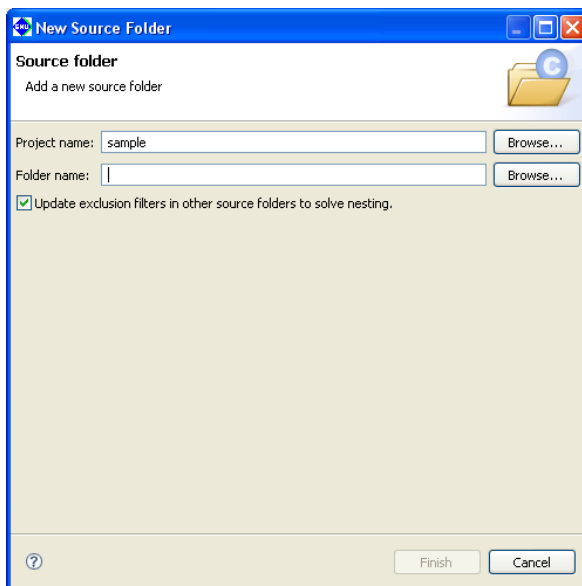 New Source Folder
Source folder
Add a new source folder
C
Project name: sample Browse...
Folder name: Browse...
Update exclusion filters in other source folders to solve nesting.
? Finish Cancel